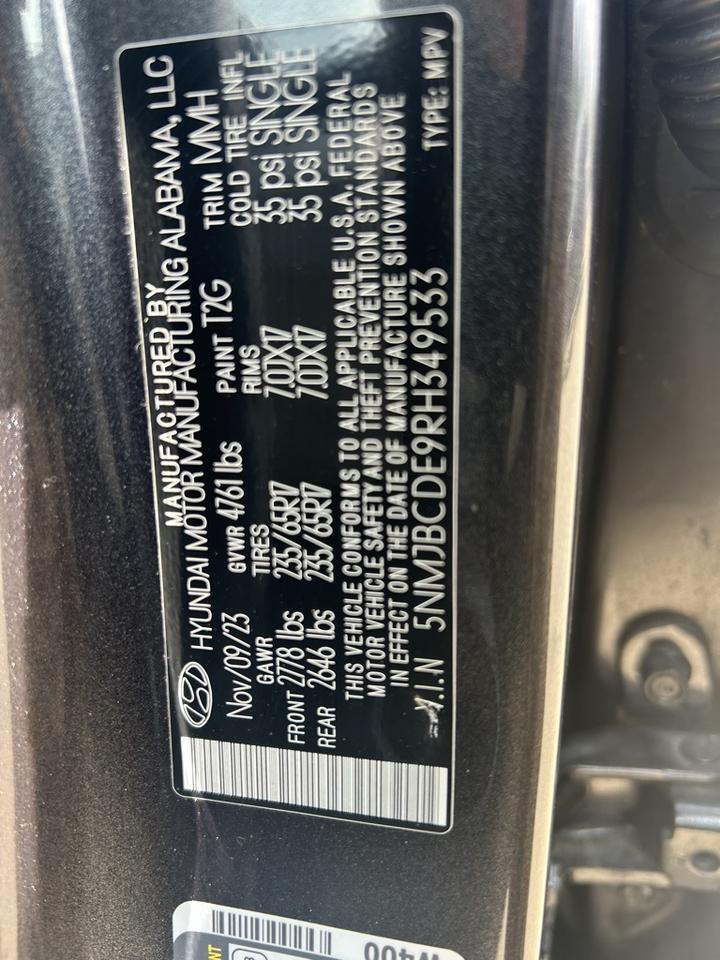 MANUFACTURED BY
HYUNDAI MOTOR MANUFACTURING ALABAMA, LLC
Nov/09/23 GVWR 4761 lbs PAINT T2G TRIM MMH
GAWR TIRES RIMS COLD TIRE INFL
FRONT 2778 lbs 235/65R17 7.0JX17 35 psi SINGLE
REAR 2646 lbs 235/65R17 7.0JX17 35 psi SINGLE
THIS VEHICLE CONFORMS TO ALL APPLICABLE U.S.A. FEDERAL
MOTOR VEHICLE SAFETY AND THEFT PREVENTION STANDARDS
IN EFFECT ON THE DATE OF MANUFACTURE SHOWN ABOVE
V.I.N 5NMJBCDE9RH349533 TYPE: MPV